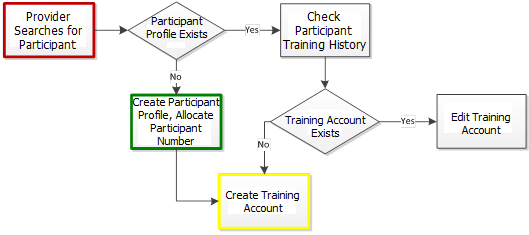 Provider
Searches for
Participant
Participant
Profile Exists
Yes
Check
Participant
Training History
No
Create Participant
Profile, Allocate
Participant
Number
Training Account
Exists
Yes
Edit Training
Account
No
Create Training
Account